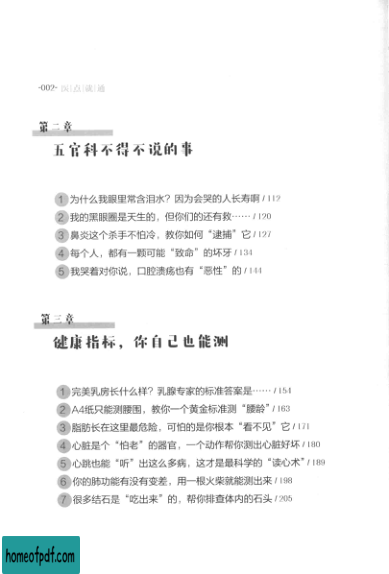 -002- 医|点|就|通
第二章
五官科不得不说的事
1 为什么我眼里常含泪水？因为会哭的人长寿啊 / 112
2 我的黑眼圈是天生的，但你们的还有救…… / 120
3 鼻炎这个杀手不怕冷，教你如何“逮捕”它 / 127
4 每个人，都有一颗可能“致命”的坏牙 / 134
5 我哭着对你说，口腔溃疡也有“恶性”的 / 144
第三章
健康指标，你自己也能测
1 完美乳房长什么样？乳腺专家的标准答案是…… / 154
2 A4纸只能测腰围，教你一个黄金标准测“腰龄” / 163
3 脂肪长在这里最危险，可怕的是你根本“看不见”它 / 171
4 心脏是个“怕老”的器官，一个动作帮你测出心脏好坏 / 180
5 心跳也能“听”出这么多病，这才是最科学的“读心术” / 189
6 你的肺功能有没有变差，用一根火柴就能测出来 / 198
7 很多结石是“吃出来”的，帮你排查体内的石头 / 205
homeofpdf.com